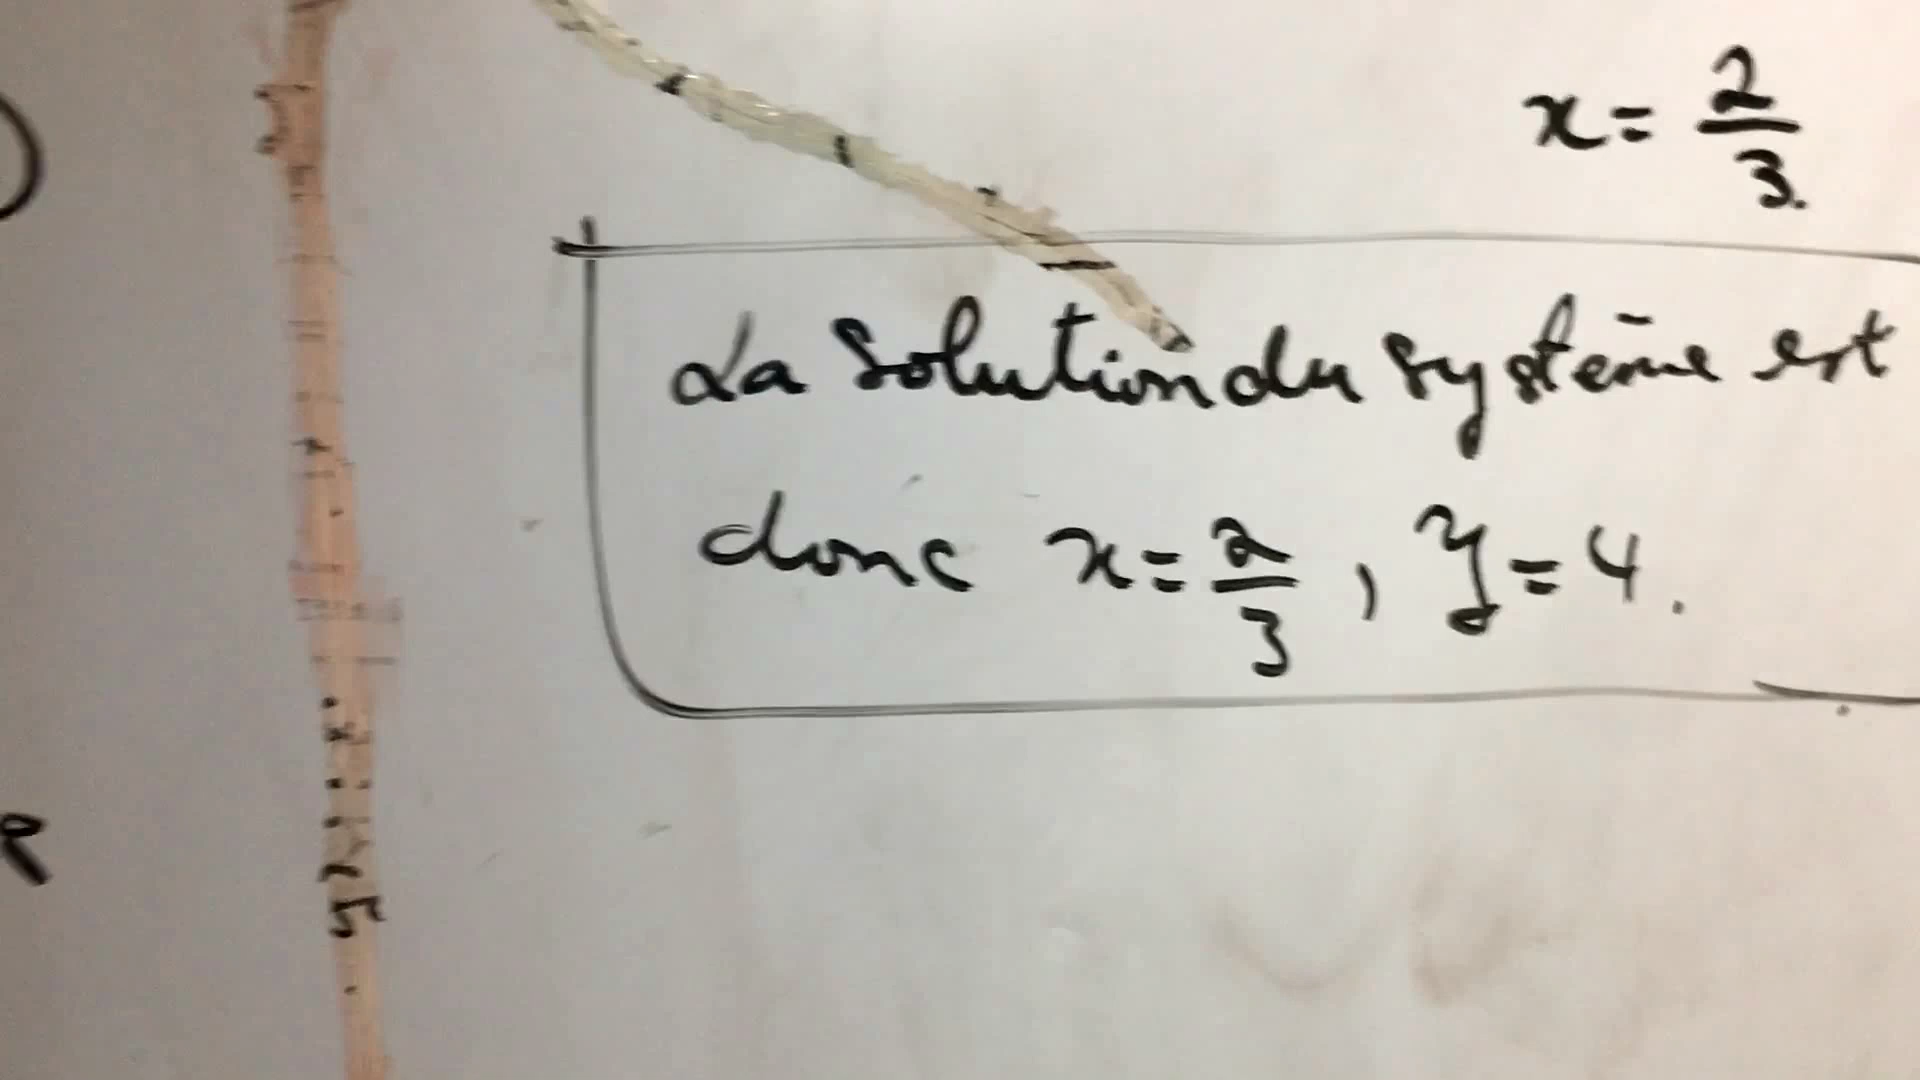 x = 2/3.
La solution du système est
donc x = 2/3 , y = 4.